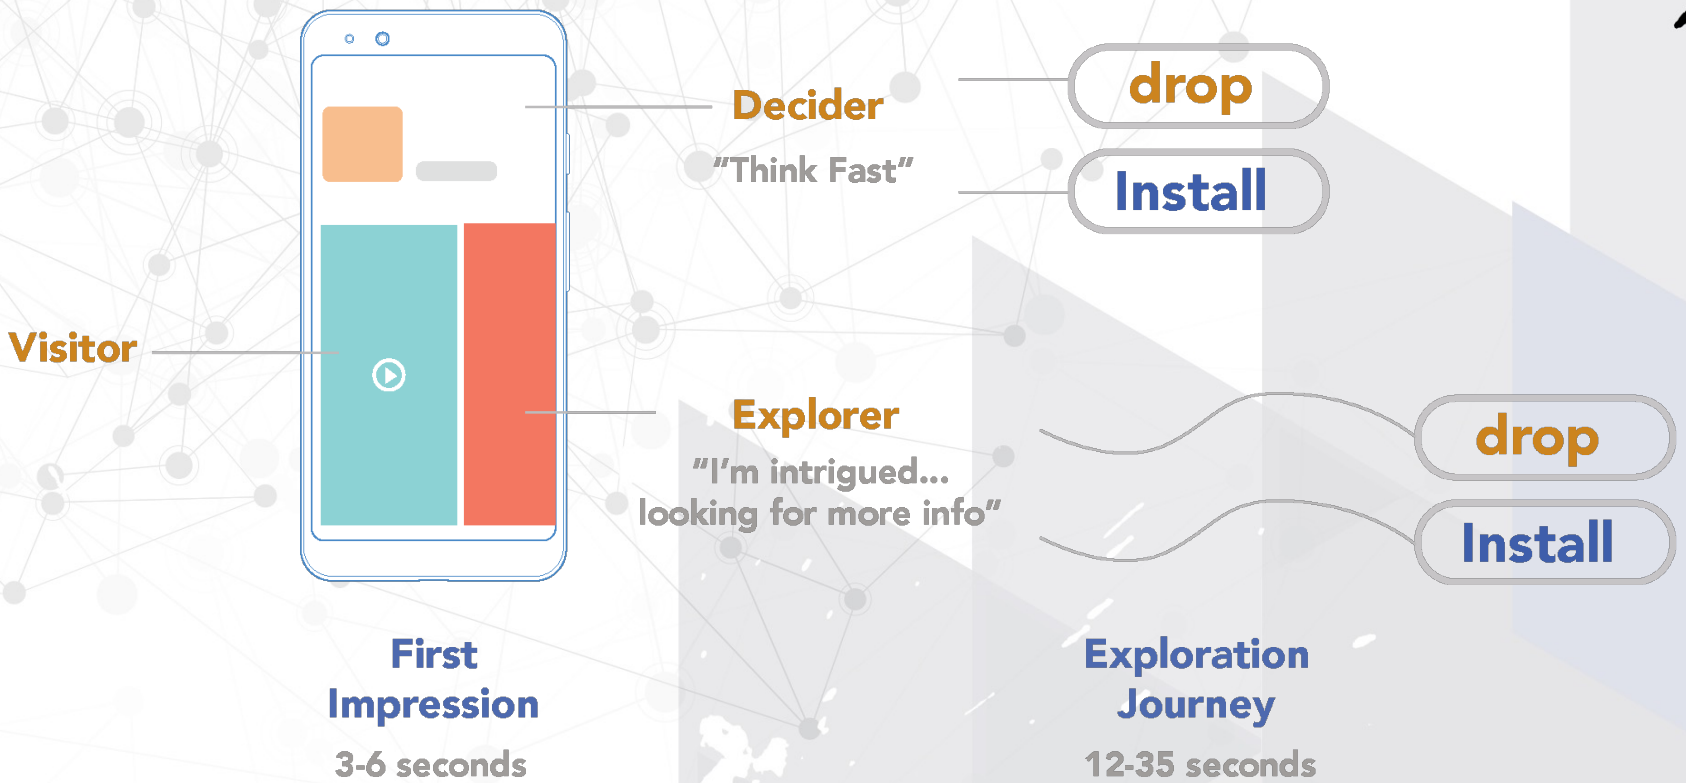 Visitor
Decider
"Think Fast"
drop
Install
Explorer
"I'm intrigued...
looking for more info"
drop
Install
First
Impression
3-6 seconds
Exploration
Journey
12-35 seconds